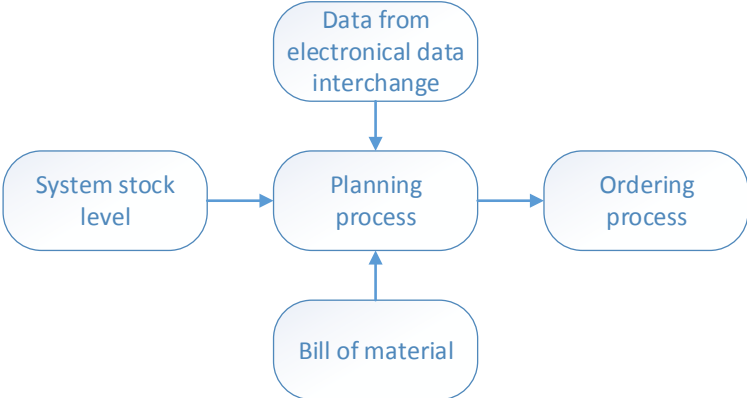 Data from
electronical data
interchange
System stock
level
Planning
process
Ordering
process
Bill of material